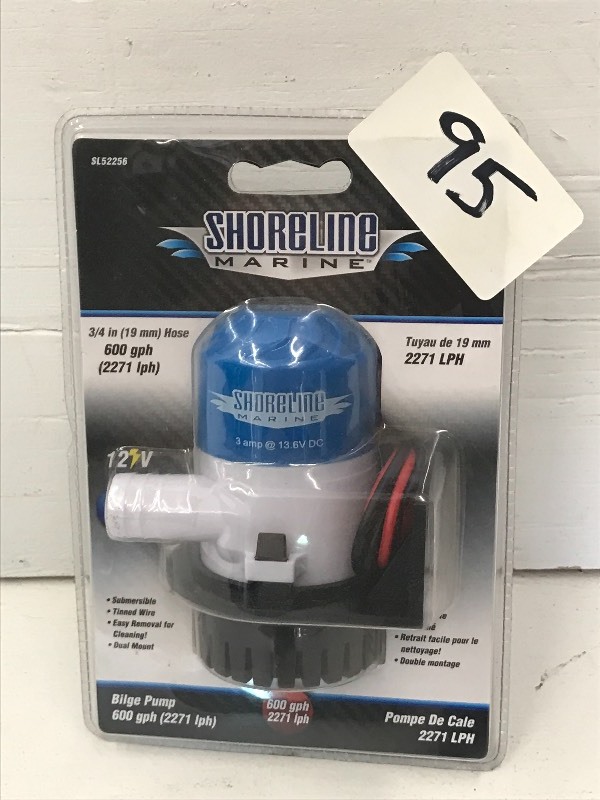 95
SL52256
SHORELINE
MARINE™
3/4 in (19 mm) Hose
600 gph
(2271 lph)
Tuyau de 19 mm
2271 LPH
SHORELINE
MARINE
3 amp @ 13.6V DC
12 V
• Submersible
• Tinned Wire
• Easy Removal for
Cleaning!
• Dual Mount
• Retrait facile pour le
nettoyage!
• Double montage
Bilge Pump
600 gph (2271 lph)
600 gph
2271 lph
Pompe De Cale
2271 LPH